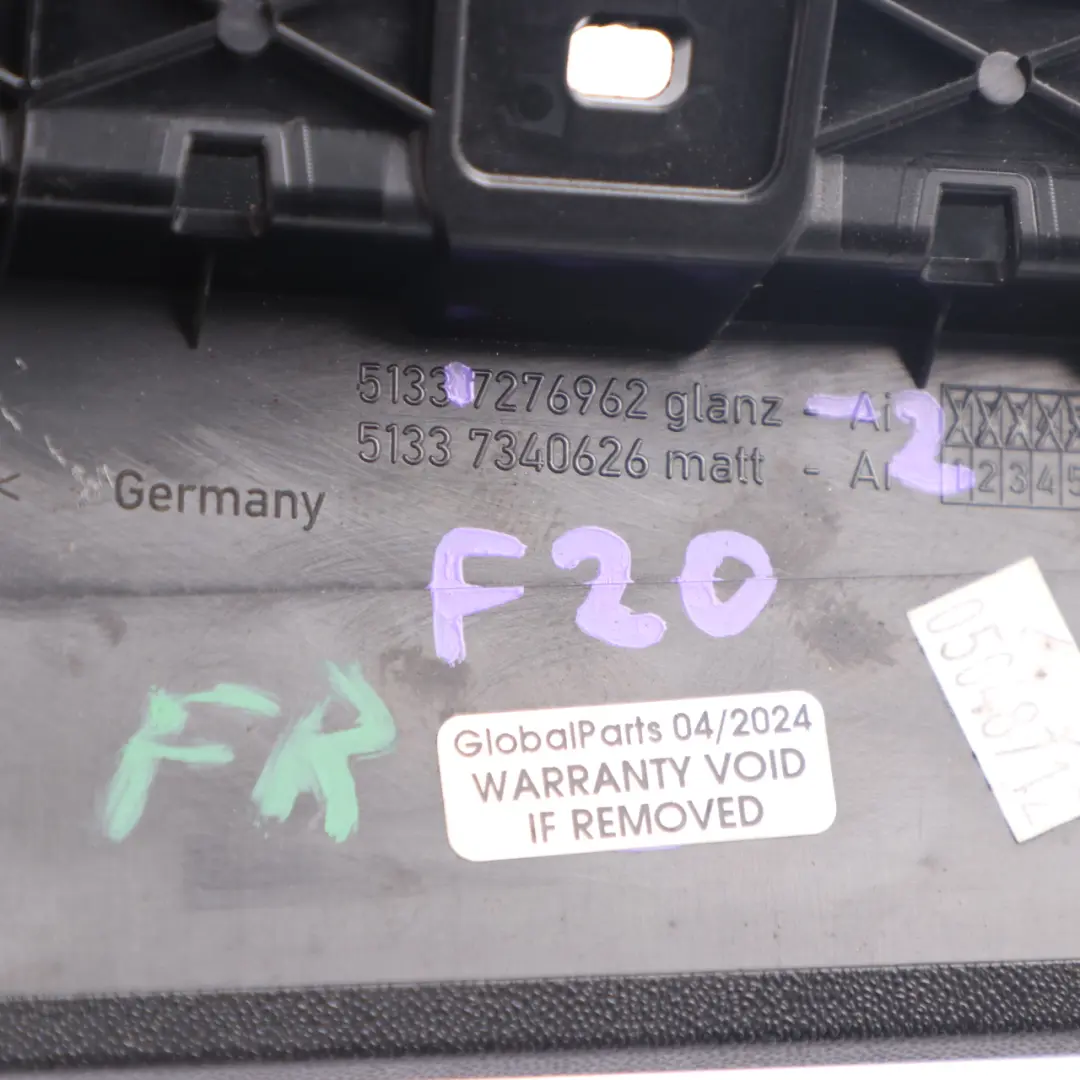 5133 7276962 glanz - Ai
5133 7340626 matt - Ai
2
1 2 3 4 5
< Germany
F20
FR
GlobalParts 04/2024
WARRANTY VOID
IF REMOVED